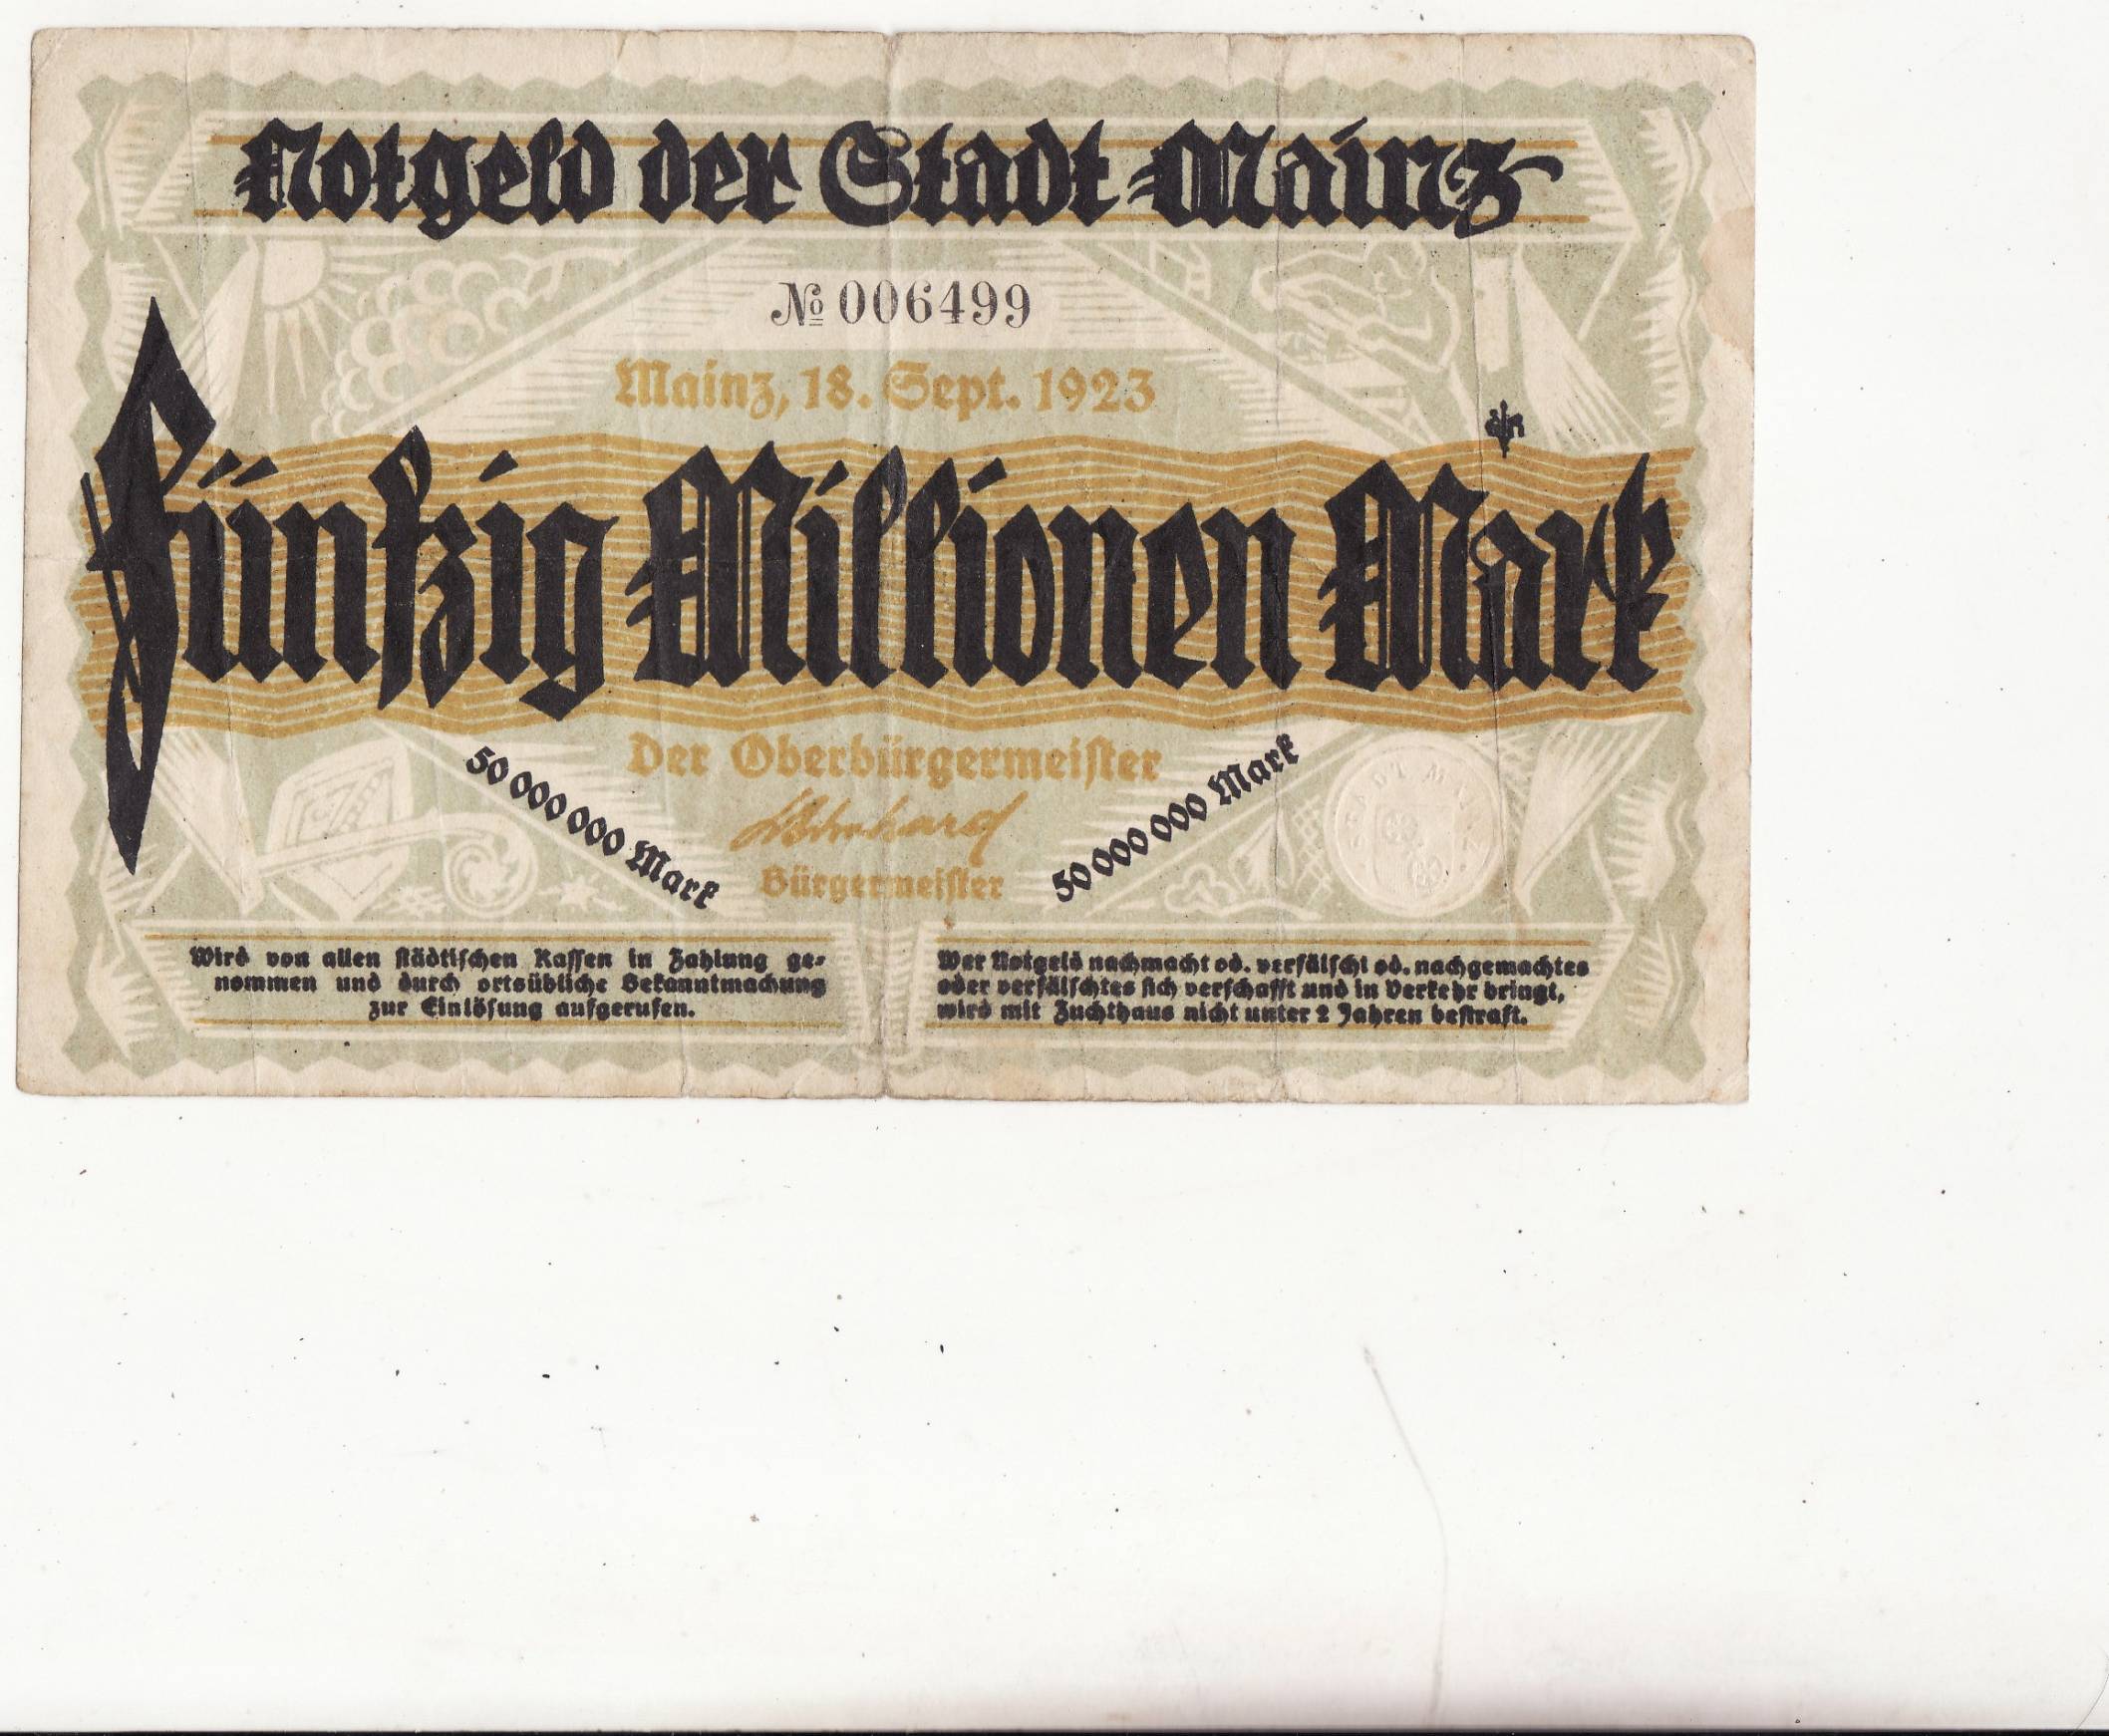 Notgeld der Stadt Mainz
№ 006499
Mainz, 18. Sept. 1923
Fünfzig Millionen Mark
Der Oberbürgermeister
50 000 000 Mark
50 000 000 Mark
Bürgermeister
STADT MAINZ
Wird von allen städtischen Kassen in Zahlung ge-
nommen und durch ortsübliche Bekanntmachung
zur Einlösung aufgerufen.
Wer Notgeld nachmacht od. verfälscht od. nachgemachtes
oder verfälschtes sich verschafft und in Verkehr bringt,
wird mit Zuchthaus nicht unter 2 Jahren bestraft.